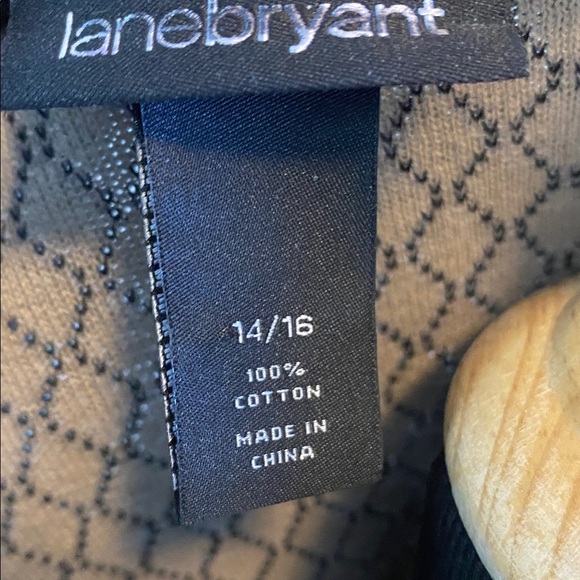 lanebryant
14/16
100%
COTTON
MADE IN
CHINA